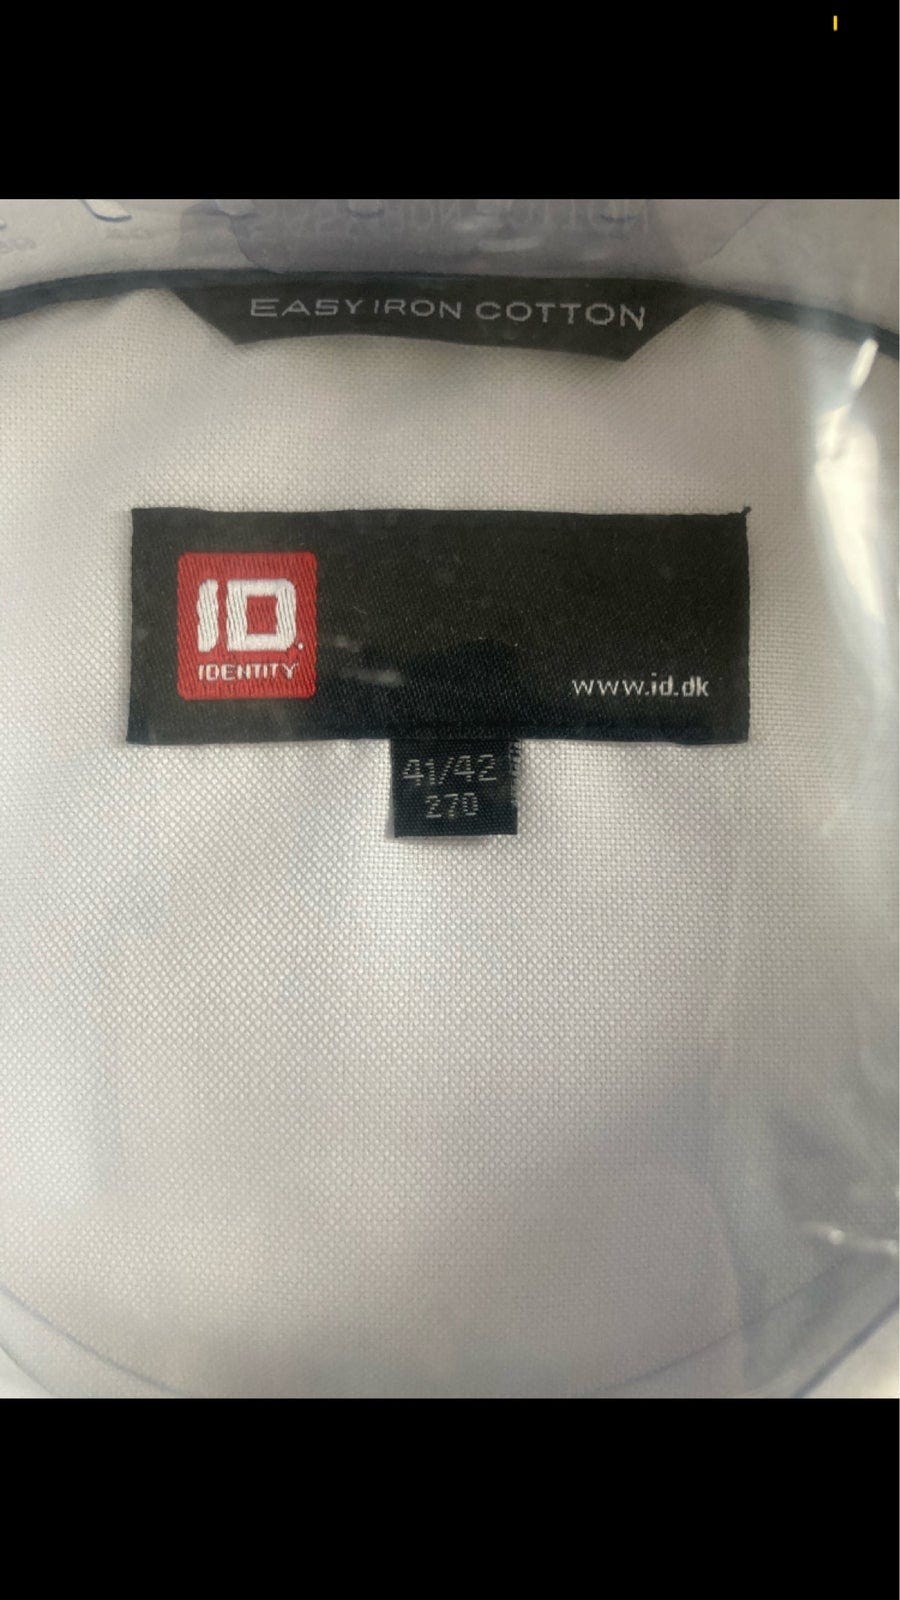 EASY IRON COTTON
ID.
IDENTITY
www.id.dk
41/42
270